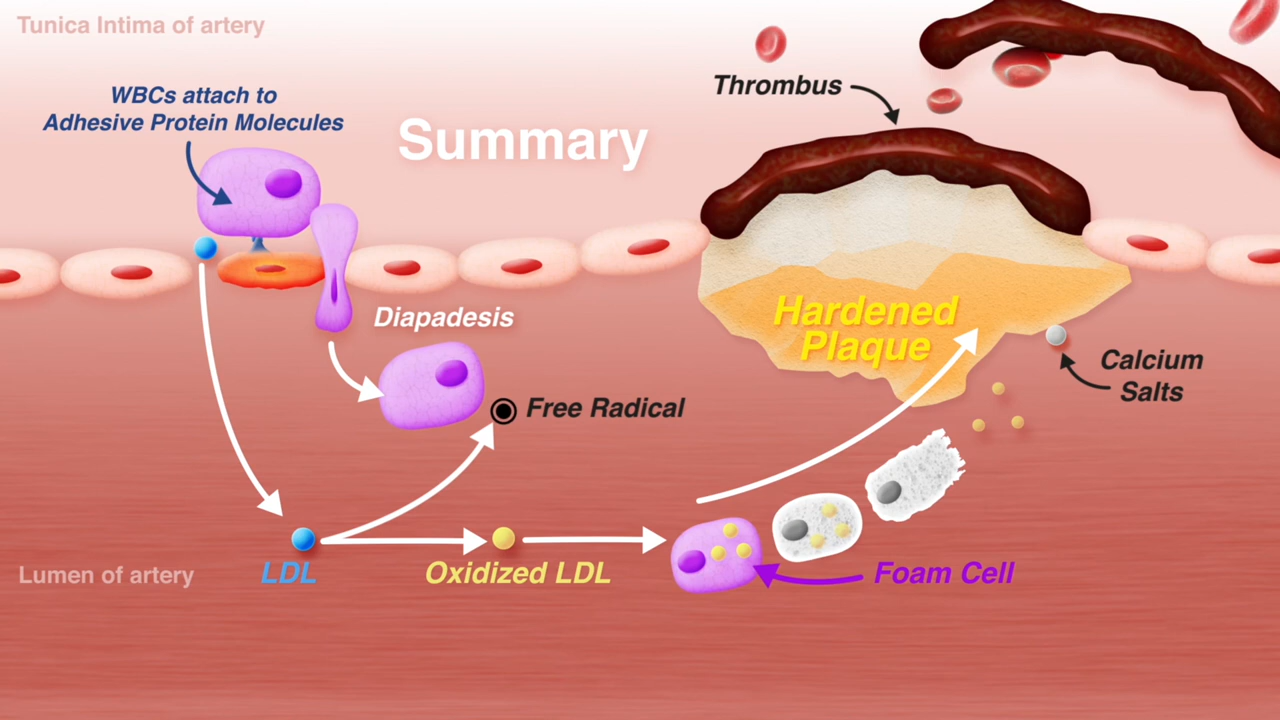 Tunica Intima of artery
WBCs attach to
Adhesive Protein Molecules
Summary
Thrombus
Diapadesis
Hardened
Plaque
Calcium
Salts
Free Radical
Lumen of artery
LDL
Oxidized LDL
Foam Cell